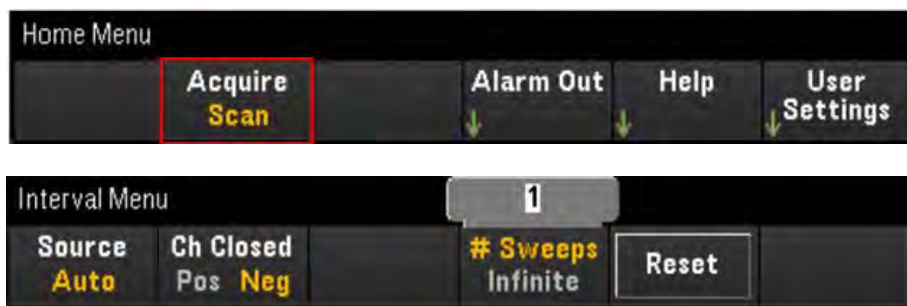 Home Menu
Acquire
Scan
Alarm Out
Help
User
Settings
Interval Menu
1
Source
Auto
Ch Closed
Pos Neg
# Sweeps
Infinite
Reset